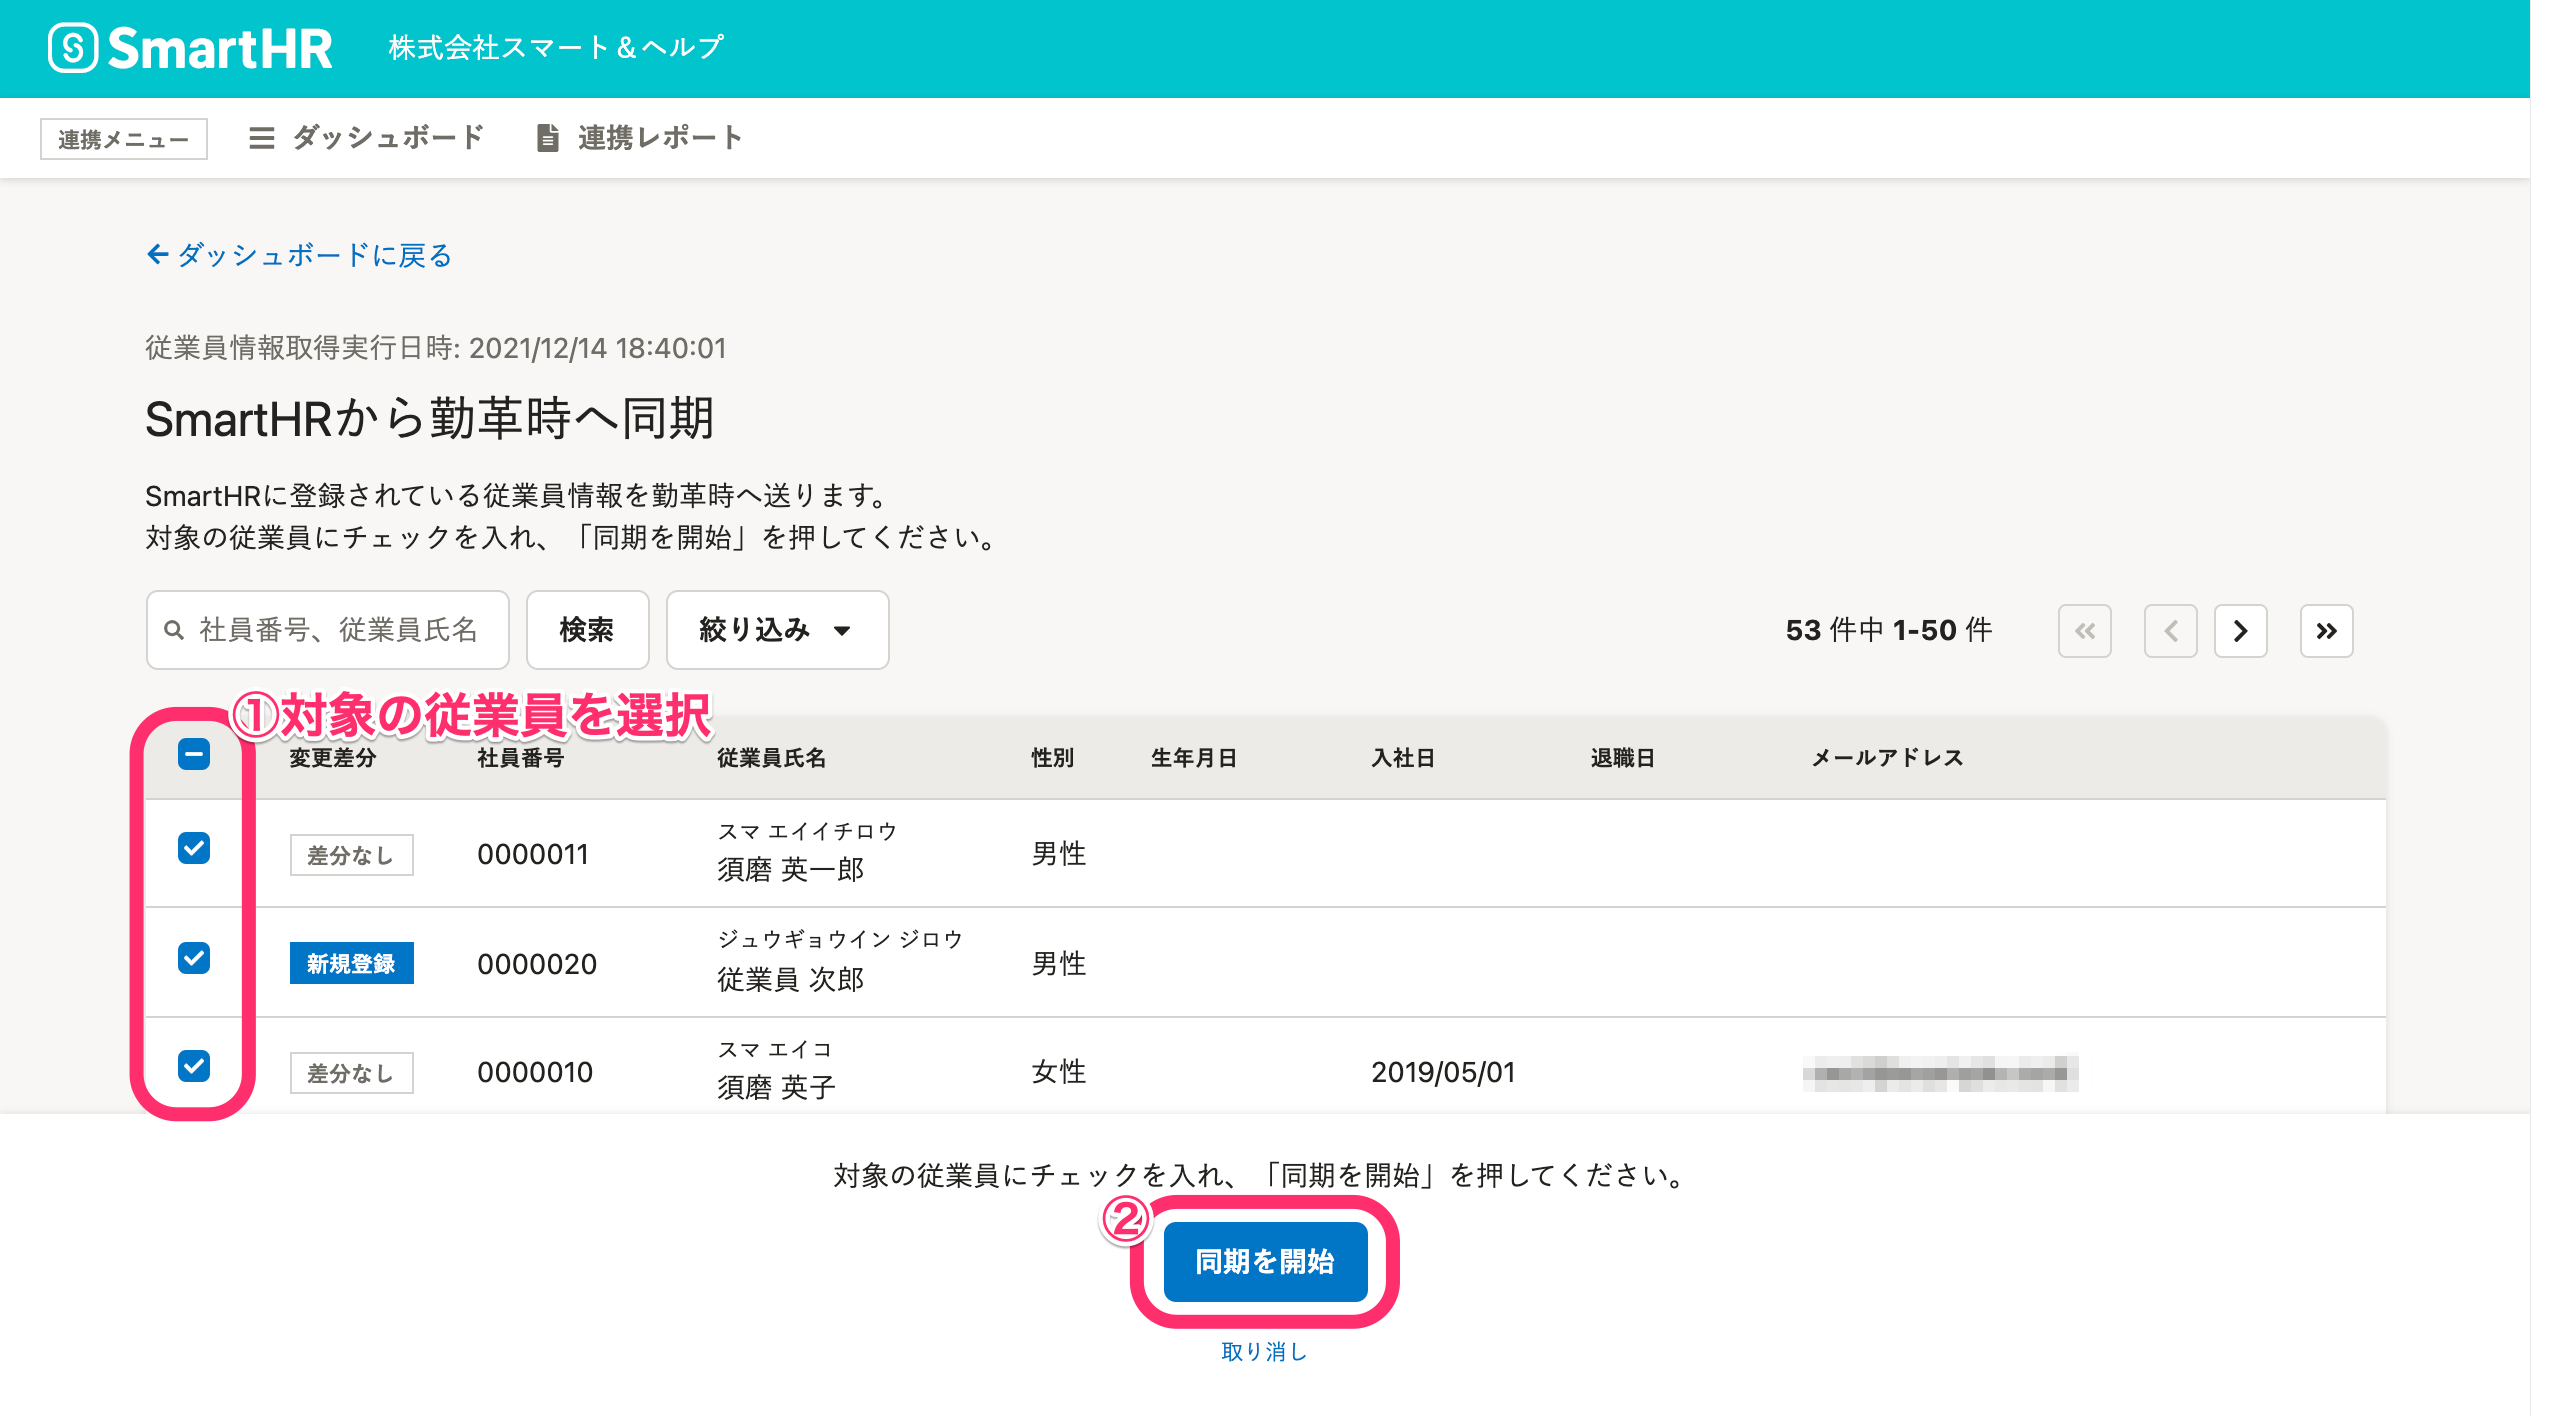 SmartHR 株式会社スマート＆ヘルプ
連携メニュー ダッシュボード 連携レポート
ダッシュボードに戻る
従業員情報取得実行日時: 2021/12/14 18:40:01
SmartHRから勤革時へ同期
SmartHRに登録されている従業員情報を勤革時へ送ります。
対象の従業員にチェックを入れ、「同期を開始」を押してください。
社員番号、従業員氏名 検索 絞り込み 53 件中 1-50 件
①対象の従業員を選択
変更差分 社員番号 従業員氏名 性別 生年月日 入社日 退職日 メールアドレス
スマ エイイチロウ
差分なし 0000011 須磨 英一郎 男性
ジュウギョウイン ジロウ
新規登録 0000020 従業員 次郎 男性
スマ エイコ
差分なし 0000010 須磨 英子 女性 2019/05/01
対象の従業員にチェックを入れ、「同期を開始」を押してください。
②
同期を開始
取り消し